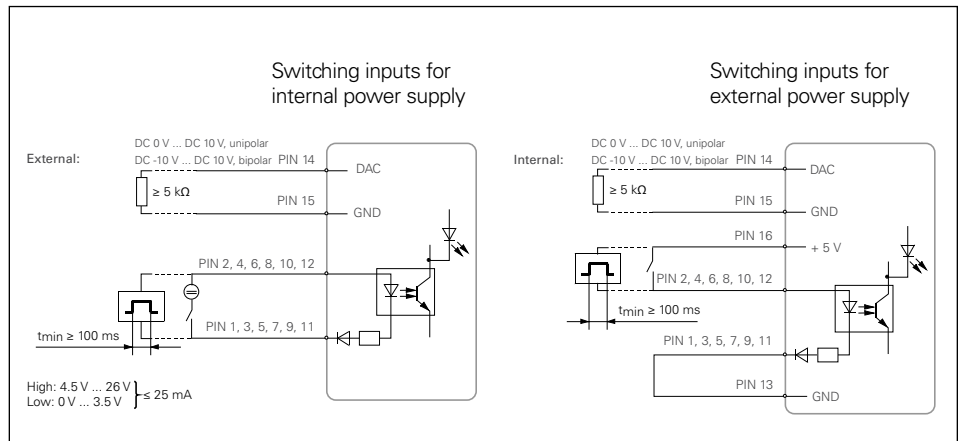 Switching inputs for
internal power supply
External:
DC 0 V ... DC 10 V, unipolar
DC -10 V ... DC 10 V, bipolar
PIN 14
DAC
≥ 5 kΩ
PIN 15
GND
PIN 2, 4, 6, 8, 10, 12
PIN 1, 3, 5, 7, 9, 11
tmin ≥ 100 ms
High: 4.5 V ... 26 V
Low: 0 V ... 3.5 V
≤ 25 mA
Switching inputs for
external power supply
Internal:
DC 0 V ... DC 10 V, unipolar
DC -10 V ... DC 10 V, bipolar
PIN 14
DAC
≥ 5 kΩ
PIN 15
GND
PIN 16
+ 5 V
PIN 2, 4, 6, 8, 10, 12
tmin ≥ 100 ms
PIN 1, 3, 5, 7, 9, 11
PIN 13
GND